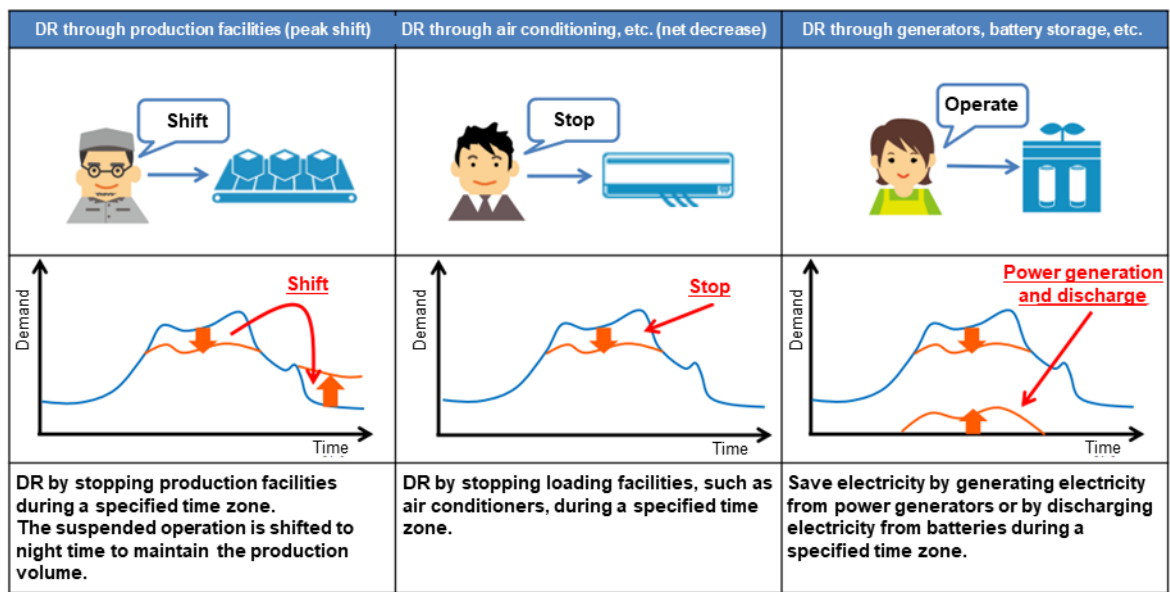 DR through production facilities (peak shift)
DR through air conditioning, etc. (net decrease)
DR through generators, battery storage, etc.
Shift
Stop
Operate
Demand
Shift
Time
Demand
Stop
Time
Demand
Power generation
and discharge
Time
DR by stopping production facilities
during a specified time zone.
The suspended operation is shifted to
night time to maintain the production
volume.
DR by stopping loading facilities, such as
air conditioners, during a specified time
zone.
Save electricity by generating electricity
from power generators or by discharging
electricity from batteries during a
specified time zone.